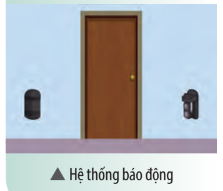 ▲ Hệ thống báo động